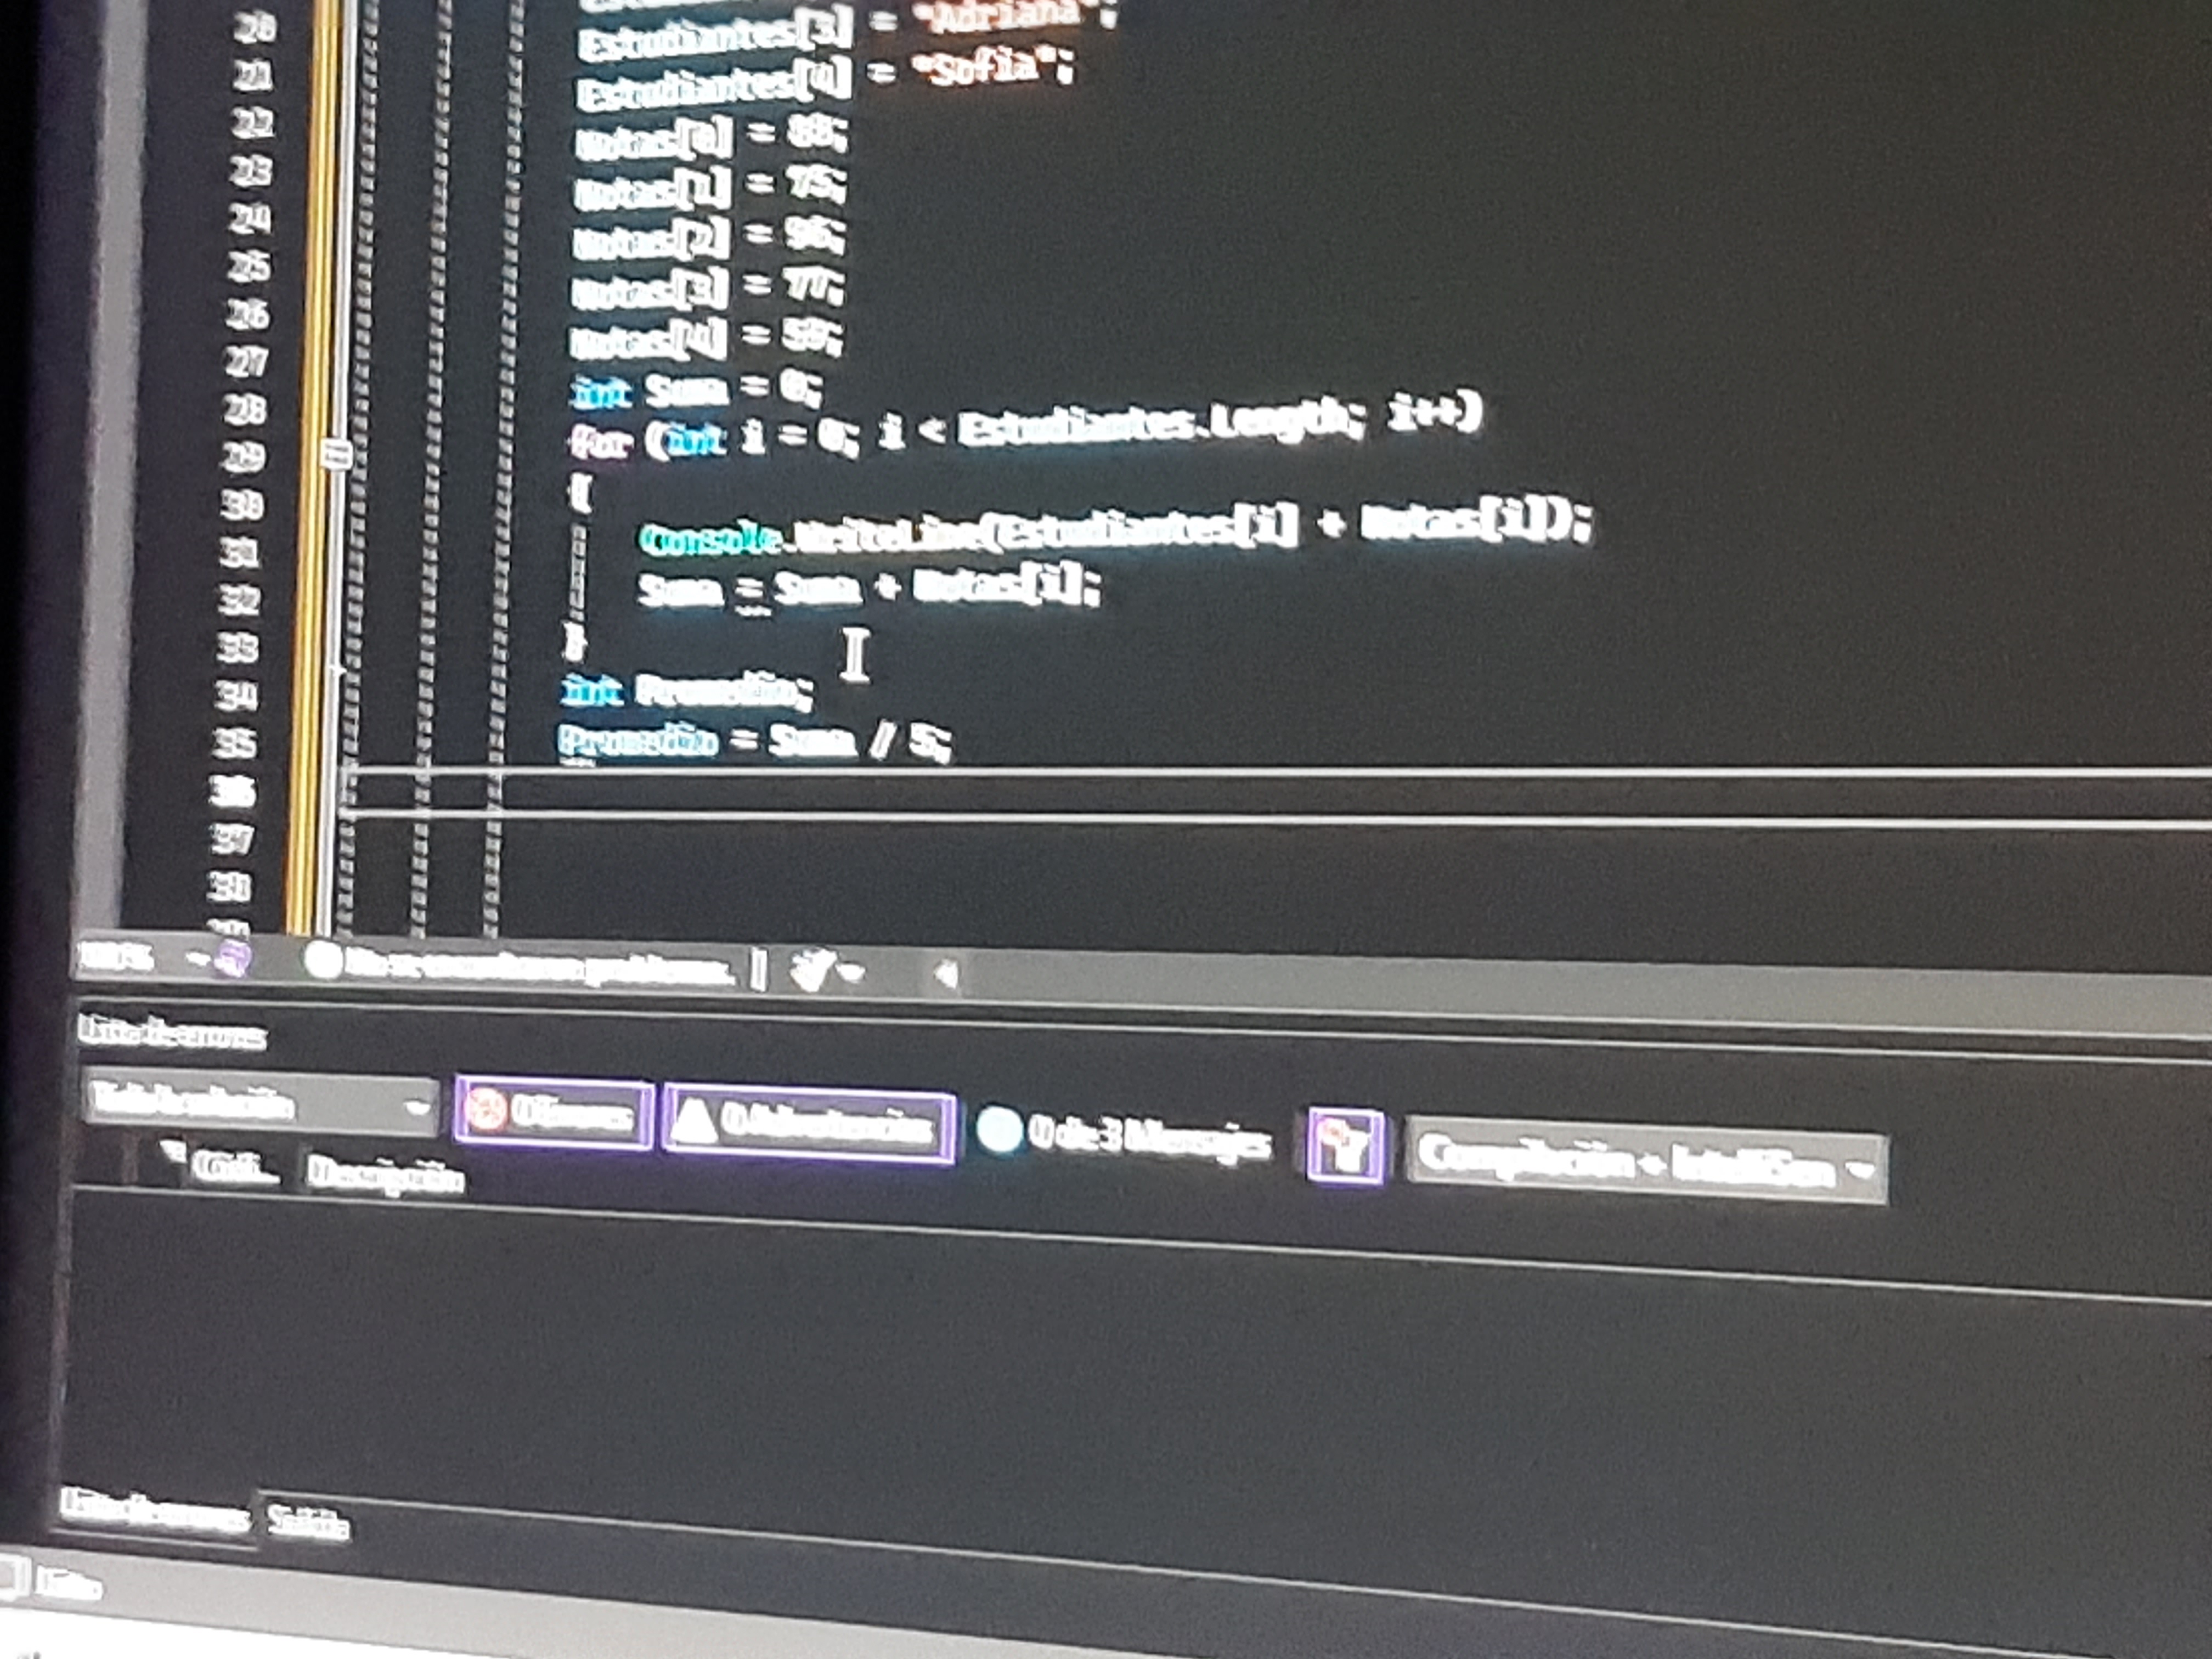 20
Estudiantes[3] = "Adriana";
21
Estudiantes[4] = "Sofia";
22
Notas[0] = 88;
23
Notas[1] = 75;
24
Notas[2] = 96;
25
Notas[3] = 77;
26
Notas[4] = 59;
27
int Suma = 0;
28
for (int i = 0; i < Estudiantes.Length; i++)
29
{
30
Console.WriteLine(Estudiantes[i] + Notas[i]);
31
Suma = Suma + Notas[i];
32
}
33
int Promedio;
34
Promedio = Suma / 5;
35
36
37
38
100 %
No se encontraron problemas.
Lista de errores
Toda la solución
0 Errores
0 Advertencias
0 de 3 Mensajes
Compilación + IntelliSen
Códi...
Descripción
Lista de errores
Salida
Listo